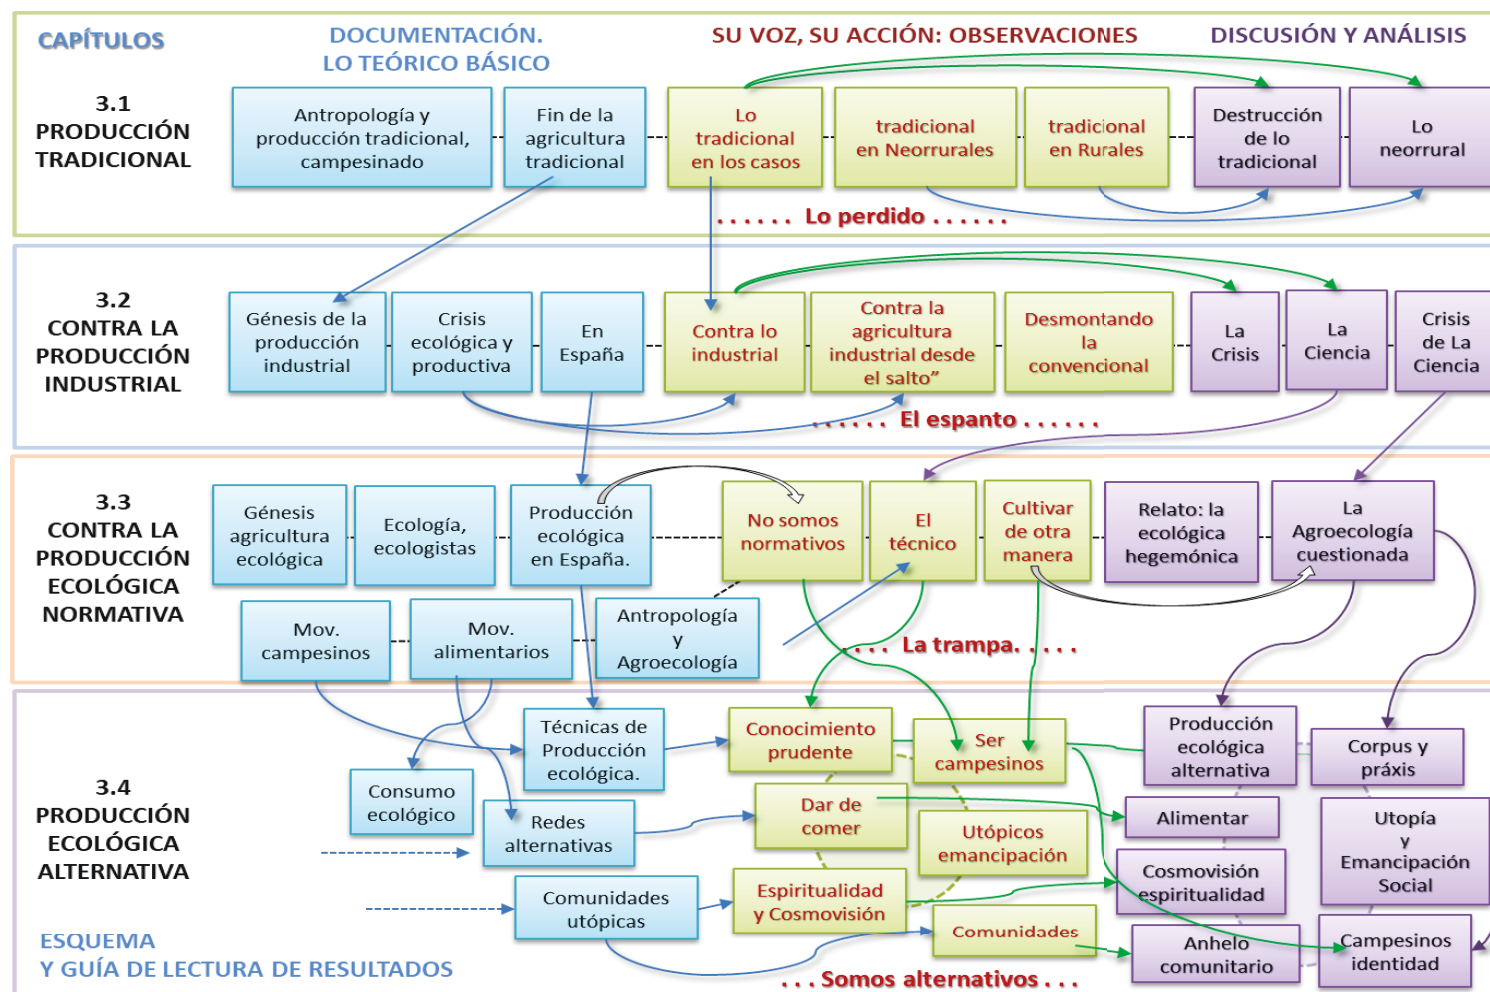 CAPÍTULOS
DOCUMENTACIÓN.
LO TEÓRICO BÁSICO
SU VOZ, SU ACCIÓN: OBSERVACIONES
DISCUSIÓN Y ANÁLISIS
3.1
PRODUCCIÓN
TRADICIONAL
Antropología y
producción tradicional,
campesinado
Fin de la
agricultura
tradicional
Lo
tradicional
en los casos
tradicional
en Neorrurales
tradicional
en Rurales
Destrucción
de lo
tradicional
Lo
neorrural
. . . . . . Lo perdido . . . . . .
3.2
CONTRA LA
PRODUCCIÓN
INDUSTRIAL
Génesis de la
producción
industrial
Crisis
ecológica y
productiva
En
España
Contra lo
industrial
Contra la
agricultura
industrial desde
el salto”
Desmontando
la
convencional
La
Crisis
La
Ciencia
Crisis
de La
Ciencia
. . . . . . El espanto . . . . . .
3.3
CONTRA LA
PRODUCCIÓN
ECOLÓGICA
NORMATIVA
Génesis
agricultura
ecológica
Ecología,
ecologistas
Producción
ecológica
en España.
No somos
normativos
El
técnico
Cultivar
de otra
manera
Relato: la
ecológica
hegemónica
La
Agroecología
cuestionada
Mov.
campesinos
Mov.
alimentarios
Antropología
y
Agroecología
. . . . La trampa. . . . .
3.4
PRODUCCIÓN
ECOLÓGICA
ALTERNATIVA
Técnicas de
Producción
ecológica.
Conocimiento
prudente
Ser
campesinos
Producción
ecológica
alternativa
Corpus y
práxis
Consumo
ecológico
Redes
alternativas
Dar de
comer
Utópicos
emancipación
Alimentar
Utopía
y
Emancipación
Social
Cosmovisión
espiritualidad
Comunidades
utópicas
Espiritualidad
y Cosmovisión
Comunidades
Anhelo
comunitario
Campesinos
identidad
. . . Somos alternativos . . .
ESQUEMA
Y GUÍA DE LECTURA DE RESULTADOS